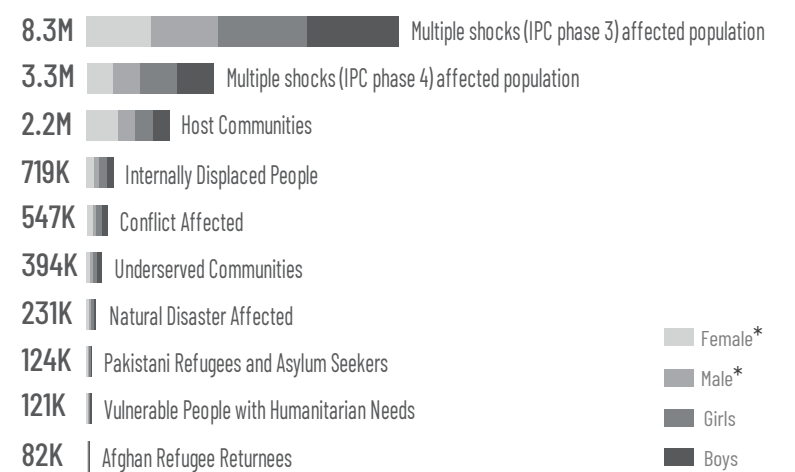 8.3M Multiple shocks (IPC phase 3) affected population
3.3M Multiple shocks (IPC phase 4) affected population
2.2M Host Communities
719K Internally Displaced People
547K Conflict Affected
394K Underserved Communities
231K Natural Disaster Affected
124K Pakistani Refugees and Asylum Seekers
121K Vulnerable People with Humanitarian Needs
82K Afghan Refugee Returnees
Female*
Male*
Girls
Boys